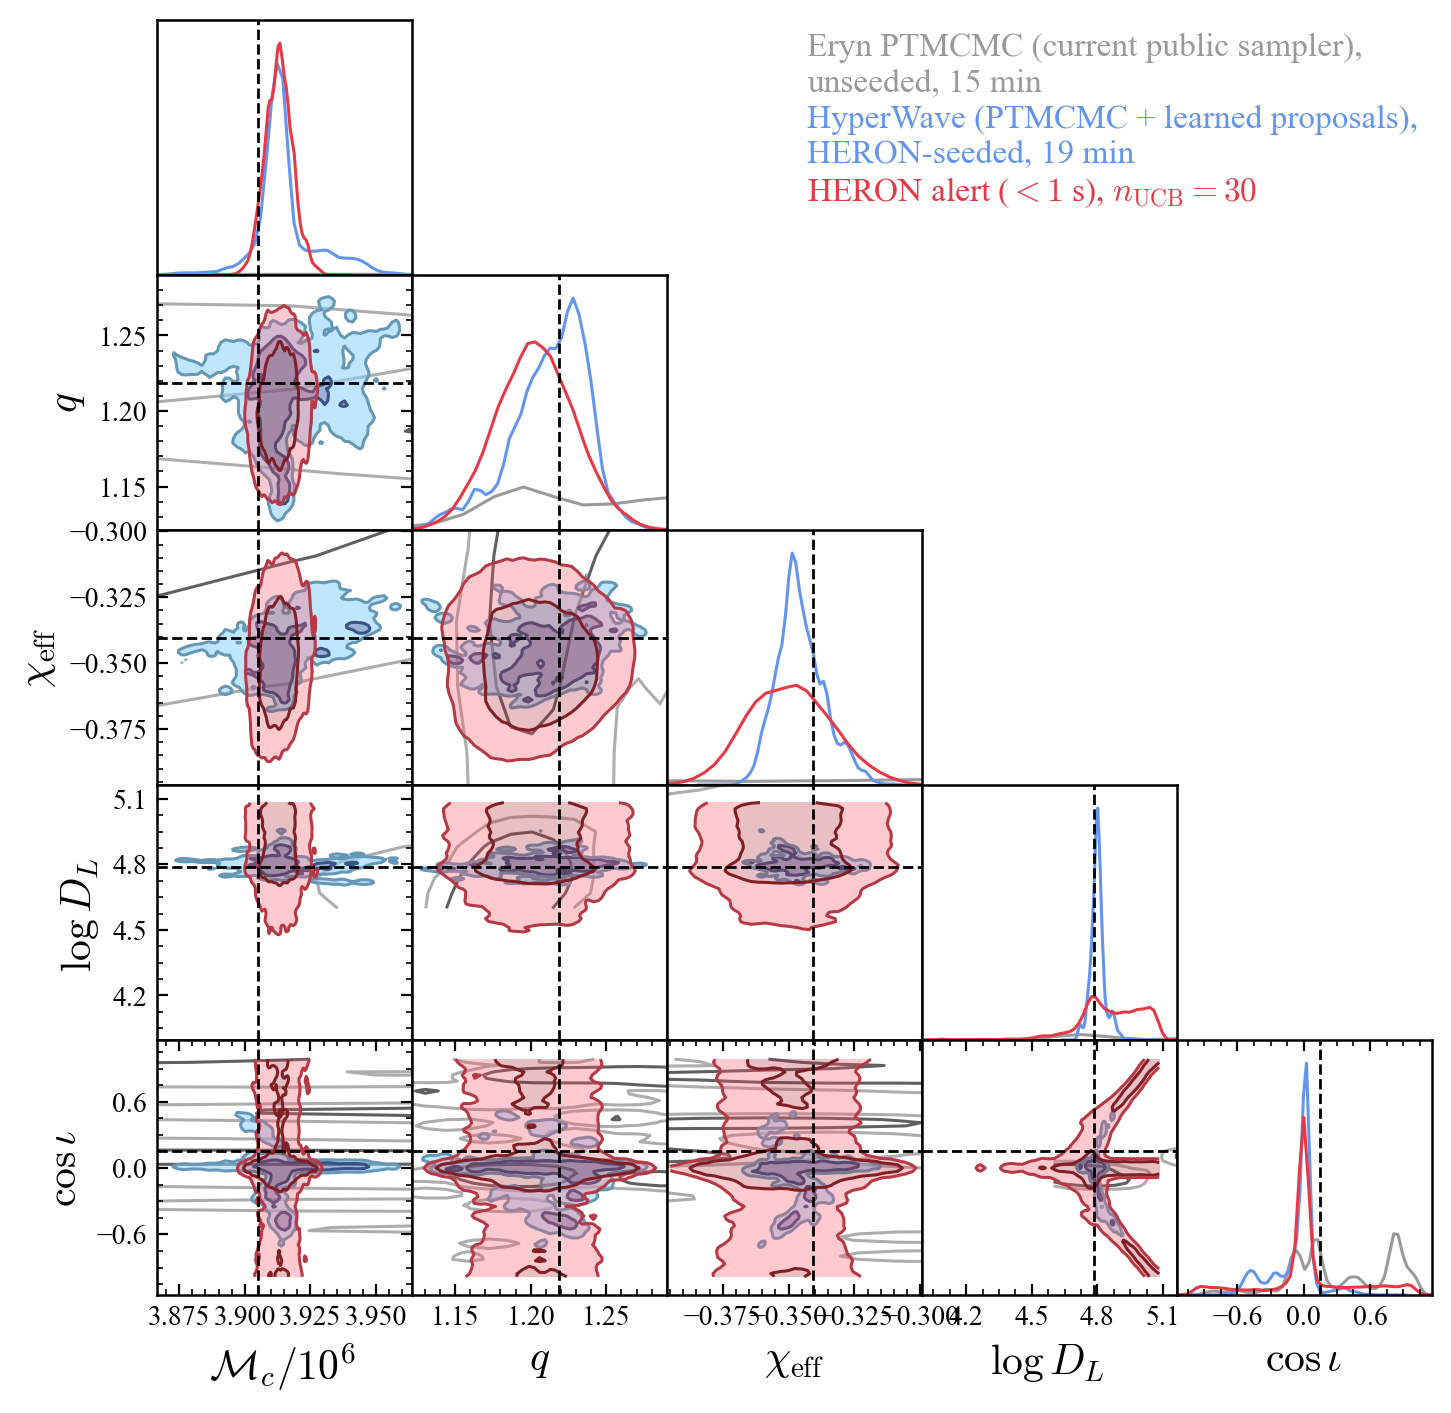 Eryn PTMCMC (current public sampler),
unseeded, 15 min
HyperWave (PTMCMC + learned proposals),
HERON-seeded, 19 min
HERON alert (< 1 s), n_UCB = 30
q
1.25
1.20
1.15
χ_eff
−0.300
−0.325
−0.350
−0.375
log D_L
5.1
4.8
4.5
4.2
cos ι
0.6
0.0
−0.6
3.875 3.900 3.925 3.950
1.15 1.20 1.25
−0.375 −0.350 −0.325 −0.300
4.2 4.5 4.8 5.1
−0.6 0.0 0.6
ℳ_c/10^6
q
χ_eff
log D_L
cos ι